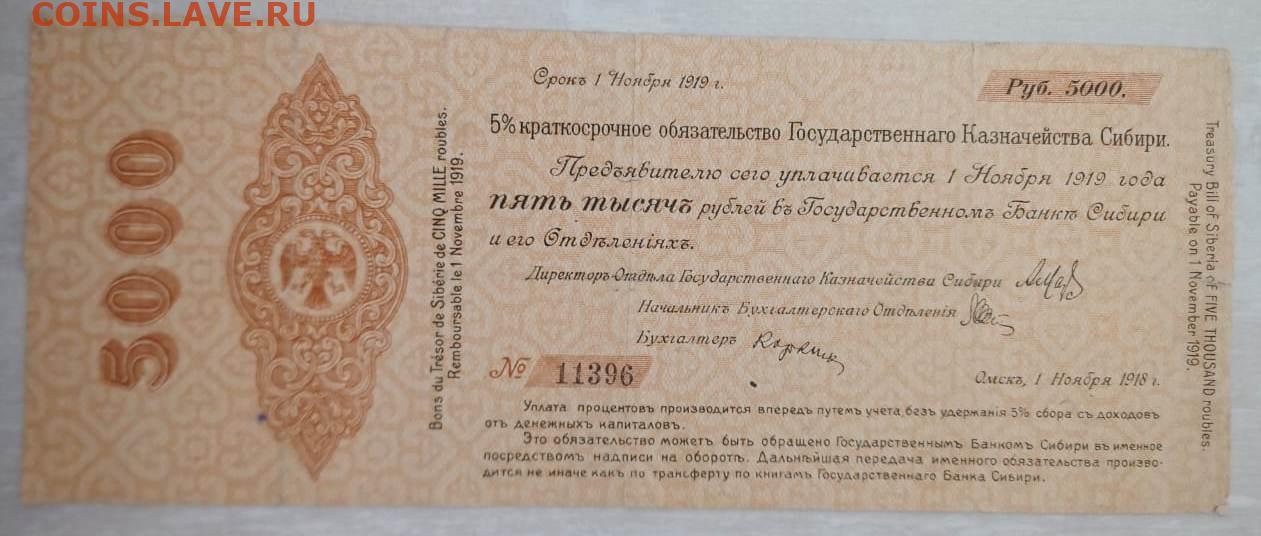 COINS.LAVE.RU
5000
Bons du Trésor de Sibérie de CINQ MILLE roubles.
Remboursable le 1 Novembre 1919.
Срокъ 1 Ноября 1919 г.
Руб. 5000.
5% краткосрочное обязательство Государственнаго Казначейства Сибири.
Предъявителю сего уплачивается 1 Ноября 1919 года
пять тысячъ рублей въ Государственномъ Банкѣ Сибири
и его Отдѣленіяхъ.
Директоръ Отдѣла Государственнаго Казначейства Сибири
Начальникъ Бухгалтерскаго Отдѣленія
Бухгалтеръ
№ 11396
Омскъ, 1 Ноября 1918 г.
Уплата процентовъ производится впередъ путемъ учета, безъ удержанія 5% сбора съ доходовъ
отъ денежныхъ капиталовъ.
Это обязательство можетъ быть обращено Государственнымъ Банкомъ Сибири въ именное
посредствомъ надписи на оборотѣ. Дальнѣйшая передача именного обязательства произво-
дится не иначе какъ по трансферту по книгамъ Государственнаго Банка Сибири.
Treasury Bill of Siberia of FIVE THOUSAND roubles.
Payable on 1 November 1919.